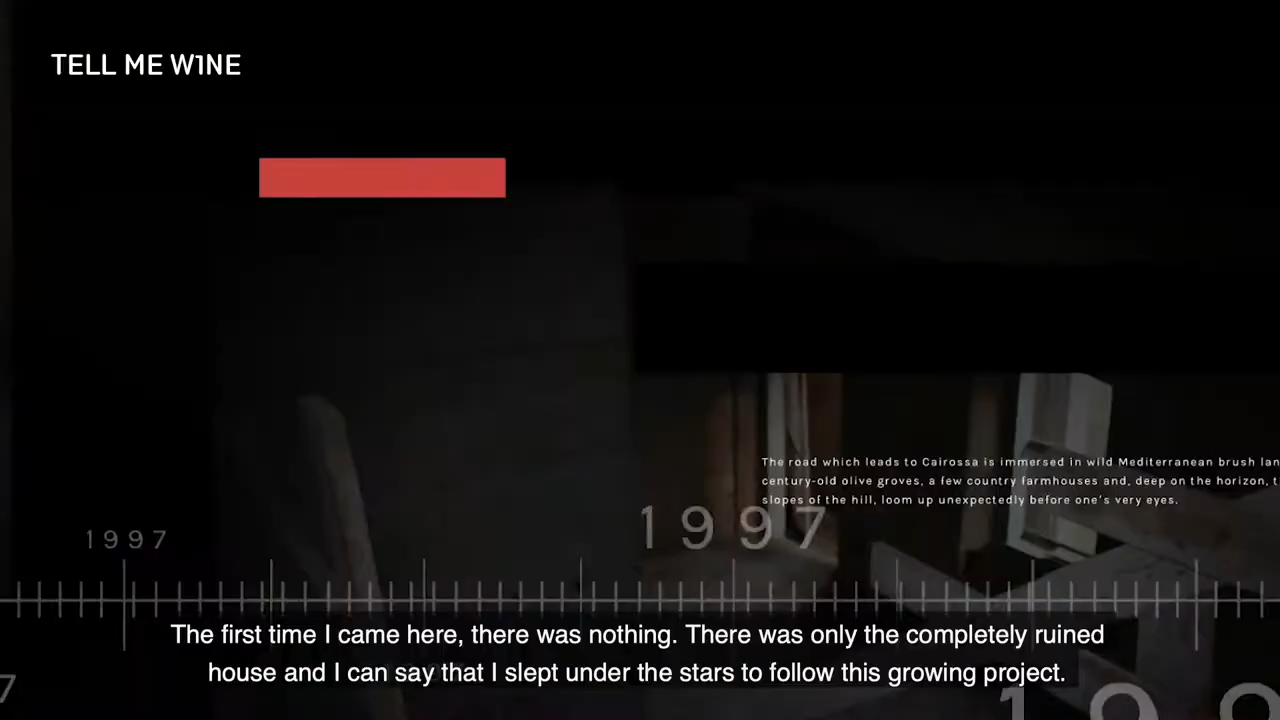 TELL ME W1NE
The road which leads to Cairossa is immersed in wild Mediterranean brush
century-old olive groves, a few country farmhouses and, deep on the horizon,
slopes of the hill, loom up unexpectedly before one's very eyes.
1997
1997
The first time I came here, there was nothing. There was only the completely ruined
house and I can say that I slept under the stars to follow this growing project.
7